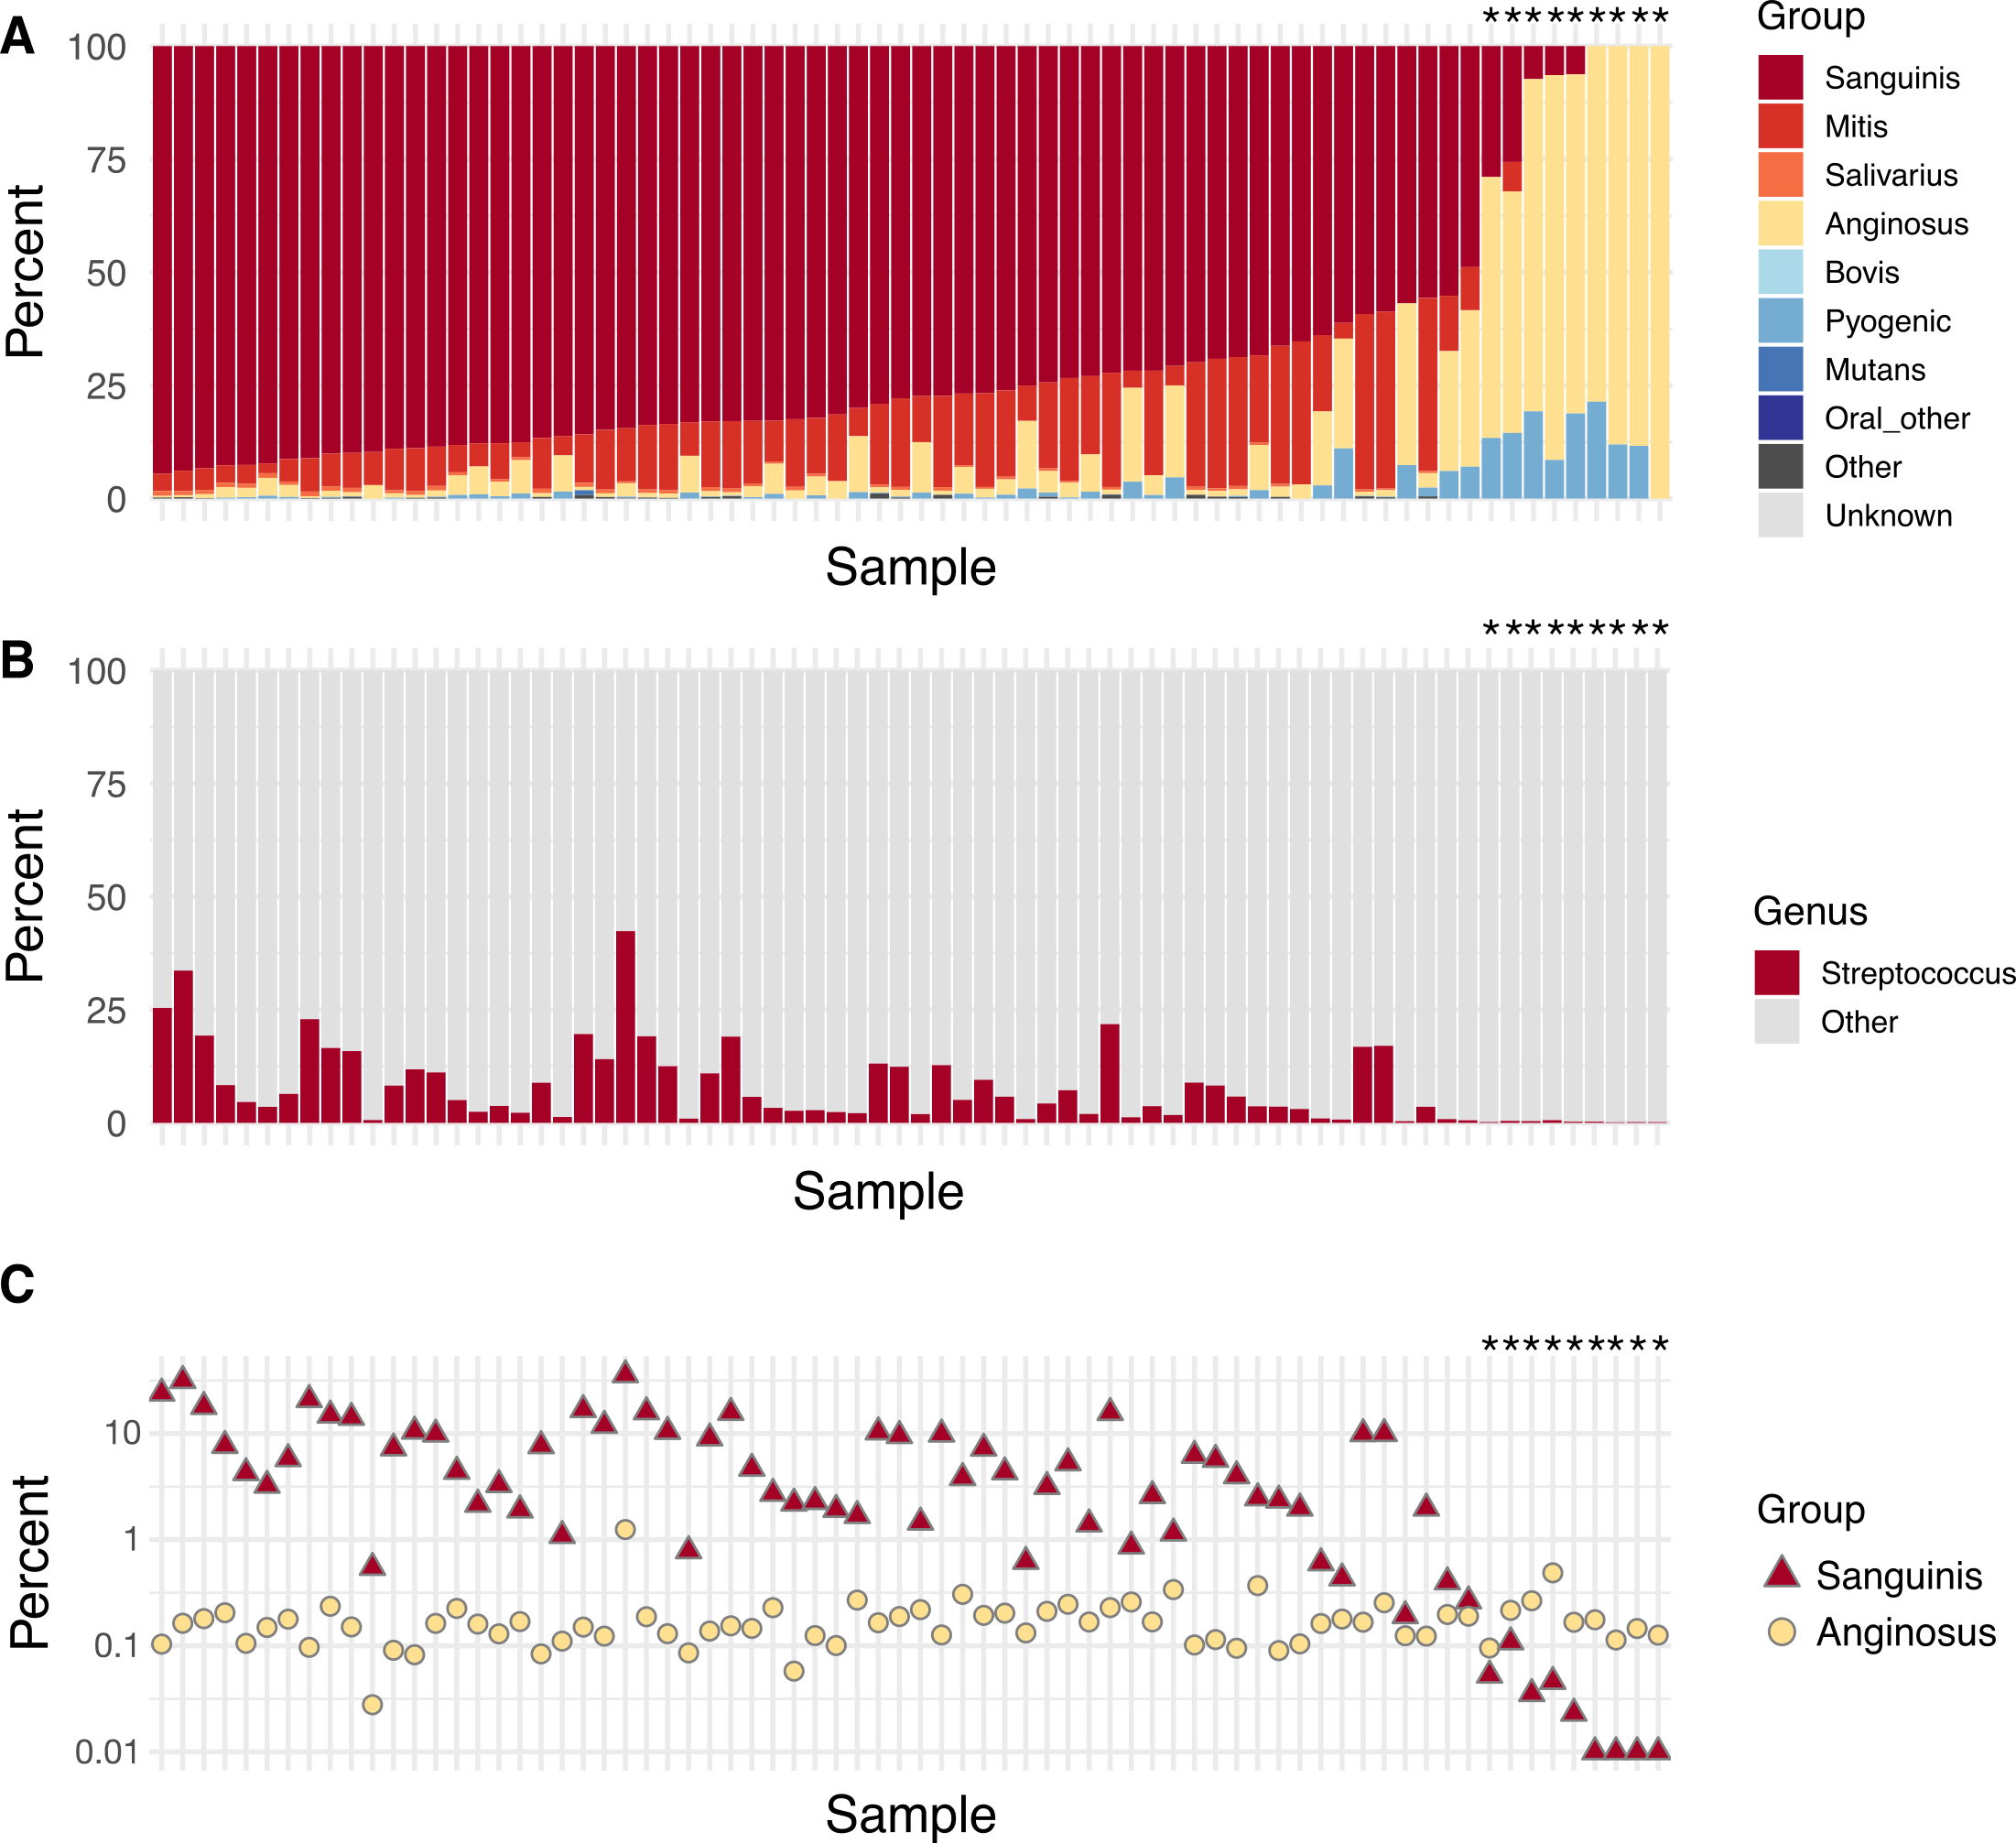 A
*********
100
75
50
25
0
Percent
Sample
Group
Sanguinis
Mitis
Salivarius
Anginosus
Bovis
Pyogenic
Mutans
Oral_other
Other
Unknown
B
*********
100
75
50
25
0
Percent
Sample
Genus
Streptococcus
Other
C
*********
10
1
0.1
0.01
Percent
Sample
Group
Sanguinis
Anginosus